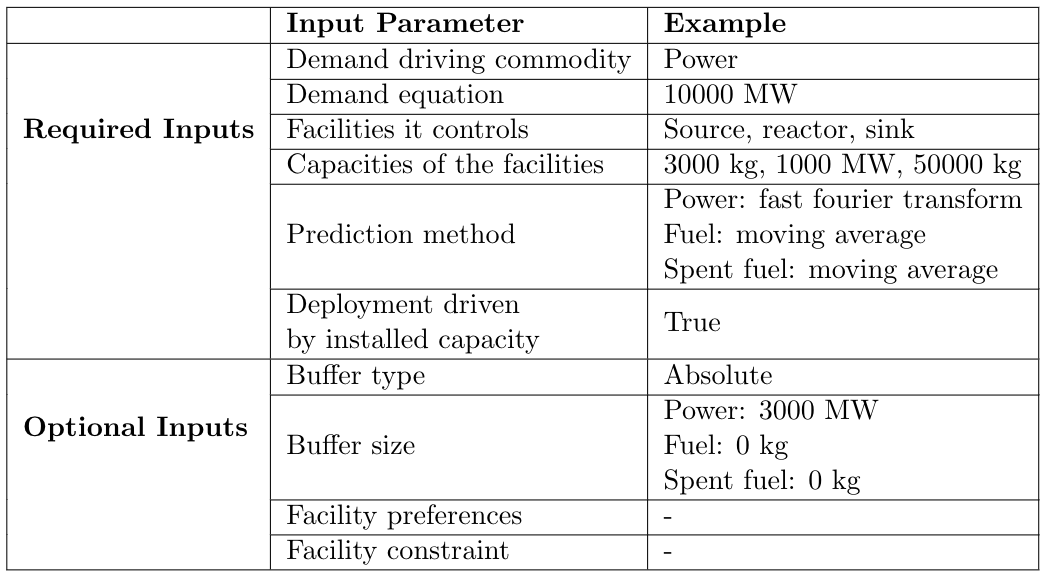 Input Parameter Example
Demand driving commodity Power
Demand equation 10000 MW
Required Inputs Facilities it controls Source, reactor, sink
Capacities of the facilities 3000 kg, 1000 MW, 50000 kg
Prediction method Power: fast fourier transform
Fuel: moving average
Spent fuel: moving average
Deployment driven
by installed capacity True
Optional Inputs Buffer type Absolute
Buffer size Power: 3000 MW
Fuel: 0 kg
Spent fuel: 0 kg
Facility preferences -
Facility constraint -